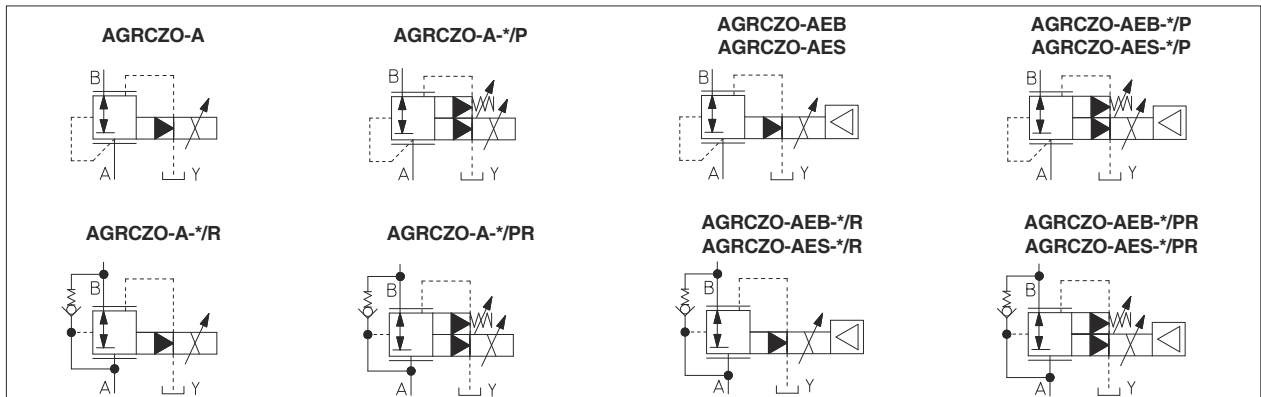 AGRCZO-A
AGRCZO-A-*/P
AGRCZO-AEB
AGRCZO-AES
AGRCZO-AEB-*/P
AGRCZO-AES-*/P
B
A
Y
B
A
Y
B
A
Y
B
A
Y
AGRCZO-A-*/R
AGRCZO-A-*/PR
AGRCZO-AEB-*/R
AGRCZO-AES-*/R
AGRCZO-AEB-*/PR
AGRCZO-AES-*/PR
B
A
Y
B
A
Y
B
A
Y
B
A
Y